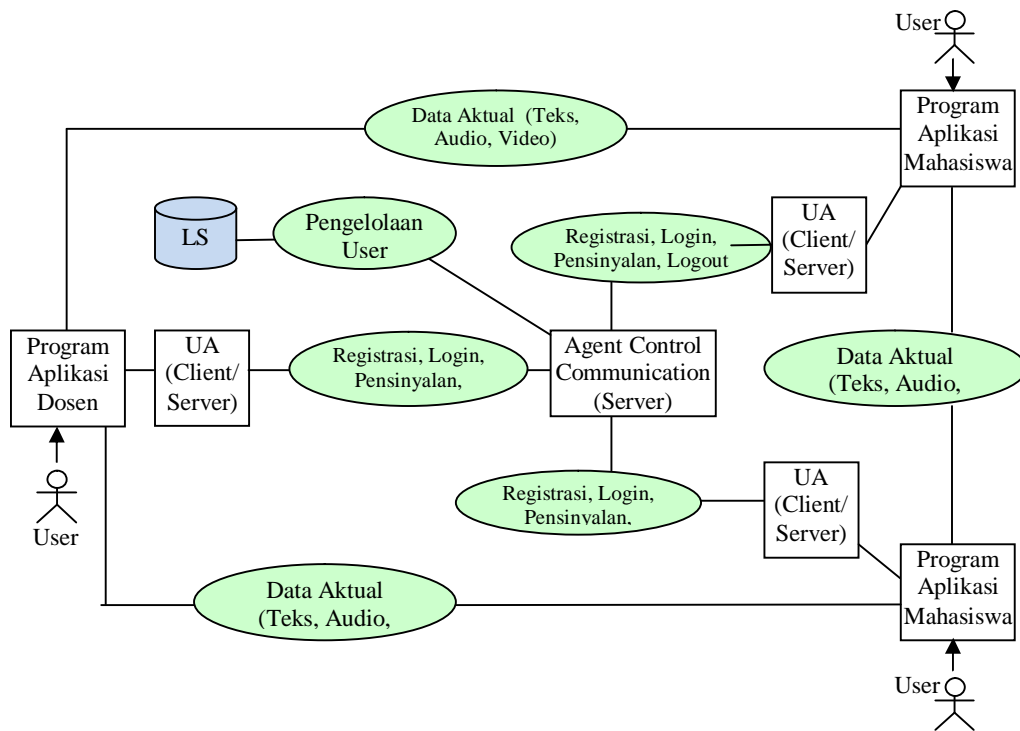 User
Program
Aplikasi
Mahasiswa
Data Aktual (Teks,
Audio, Video)
LS
Pengelolaan
User
Registrasi, Login,
Pensinyalan, Logout
UA
(Client/
Server)
Program
Aplikasi
Dosen
UA
(Client/
Server)
Registrasi, Login,
Pensinyalan,
Agent Control
Communication
(Server)
Data Aktual
(Teks, Audio,
User
Registrasi, Login,
Pensinyalan,
UA
(Client/
Server)
Data Aktual
(Teks, Audio,
Program
Aplikasi
Mahasiswa
User